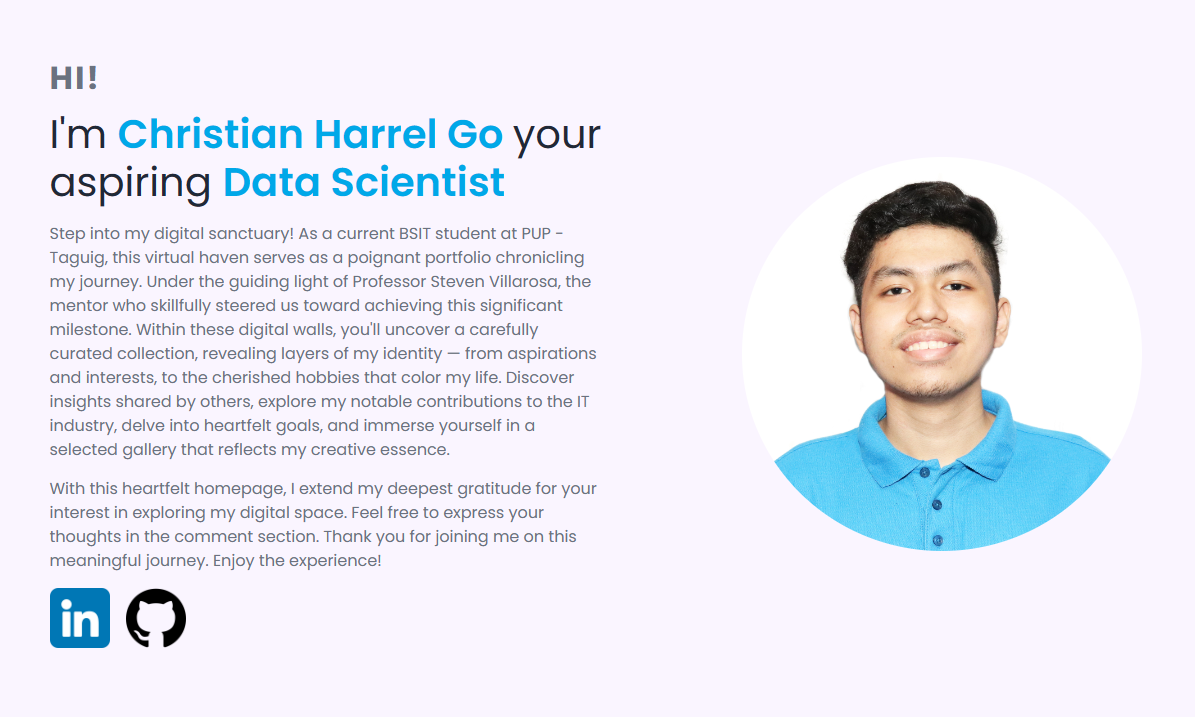 HI!
I'm Christian Harrel Go your
aspiring Data Scientist
Step into my digital sanctuary! As a current BSIT student at PUP -
Taguig, this virtual haven serves as a poignant portfolio chronicling
my journey. Under the guiding light of Professor Steven Villarosa, the
mentor who skillfully steered us toward achieving this significant
milestone. Within these digital walls, you'll uncover a carefully
curated collection, revealing layers of my identity — from aspirations
and interests, to the cherished hobbies that color my life. Discover
insights shared by others, explore my notable contributions to the IT
industry, delve into heartfelt goals, and immerse yourself in a
selected gallery that reflects my creative essence.
With this heartfelt homepage, I extend my deepest gratitude for your
interest in exploring my digital space. Feel free to express your
thoughts in the comment section. Thank you for joining me on this
meaningful journey. Enjoy the experience!
in